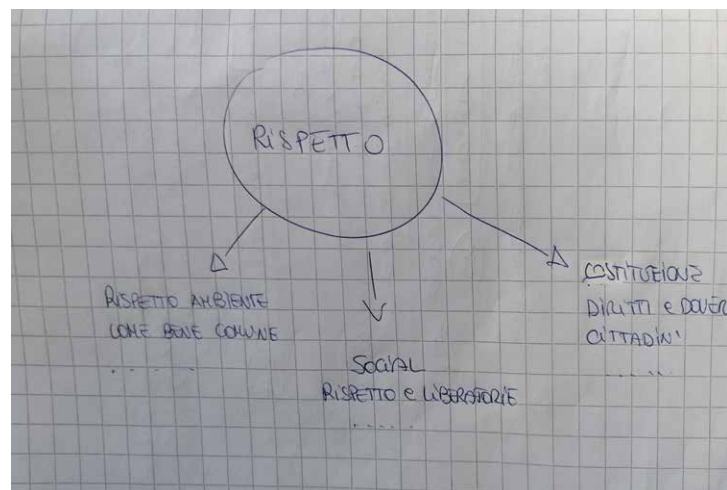 RISPETTO
RISPETTO AMBIENTE
COME BENE COMUNE
. . . . .
SOCIAL
RISPETTO e LIBERATORIE
. . . . .
COSTITUZIONE
DIRITTI e DOVERI
CITTADINI
. . . . .